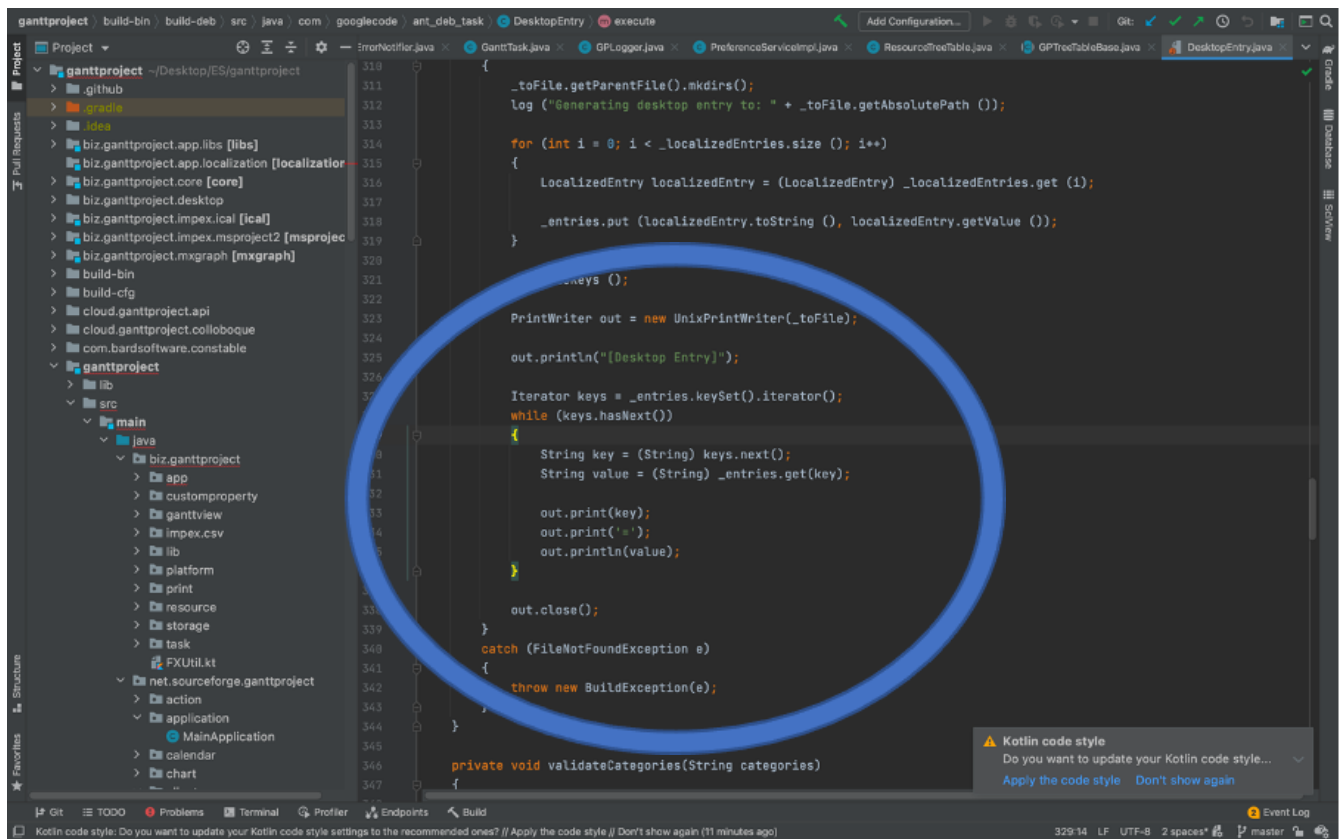 ganttproject build-bin build-deb src java com googlecode ant_deb_task DesktopEntry execute Add Configuration... Git:
Project ErrorNotifier.java GanttTask.java GPLogger.java PreferenceServiceImpl.java ResourceTreeTable.java GPTreeTableBase.java DesktopEntry.java
Project
Pull Requests
Structure
Favorites
ganttproject ~/Desktop/ES/ganttproject
.github
.gradle
.idea
biz.ganttproject.app.libs [libs]
biz.ganttproject.app.localization [localization
biz.ganttproject.core [core]
biz.ganttproject.desktop
biz.ganttproject.impex.ical [ical]
biz.ganttproject.impex.msproject2 [msprojec
biz.ganttproject.mxgraph [mxgraph]
build-bin
build-cfg
cloud.ganttproject.api
cloud.ganttproject.colloboque
com.bardsoftware.constable
ganttproject
lib
src
main
java
biz.ganttproject
app
customproperty
ganttview
impex.csv
lib
platform
print
resource
storage
task
FXUtil.kt
net.sourceforge.ganttproject
action
application
MainApplication
calendar
chart
310 {
311 _toFile.getParentFile().mkdirs();
312 log ("Generating desktop entry to: " + _toFile.getAbsolutePath ());
313
314 for (int i = 0; i < _localizedEntries.size (); i++)
315 {
316 LocalizedEntry localizedEntry = (LocalizedEntry) _localizedEntries.get (i);
317
318 _entries.put (localizedEntry.toString (), localizedEntry.getValue ());
319 }
320
321 ();
322
323 PrintWriter out = new UnixPrintWriter(_toFile);
324
325 out.println("[Desktop Entry]");
326
Iterator keys = _entries.keySet().iterator();
while (keys.hasNext())
{
String key = (String) keys.next();
String value = (String) _entries.get(key);
out.print(key);
out.print('=');
out.println(value);
}
338 out.close();
339 }
340 catch (FileNotFoundException e)
341 {
342 throw new BuildException(e);
343 }
344 }
345
346 private void validateCategories(String categories)
347 {
Gradle
Database
SciView
Kotlin code style
Do you want to update your Kotlin code style...
Apply the code style Don't show again
Git TODO Problems Terminal Profiler Endpoints Build 2 Event Log
Kotlin code style: Do you want to update your Kotlin code style settings to the recommended ones? // Apply the code style // Don't show again (11 minutes ago) 329:14 LF UTF-8 2 spaces* master